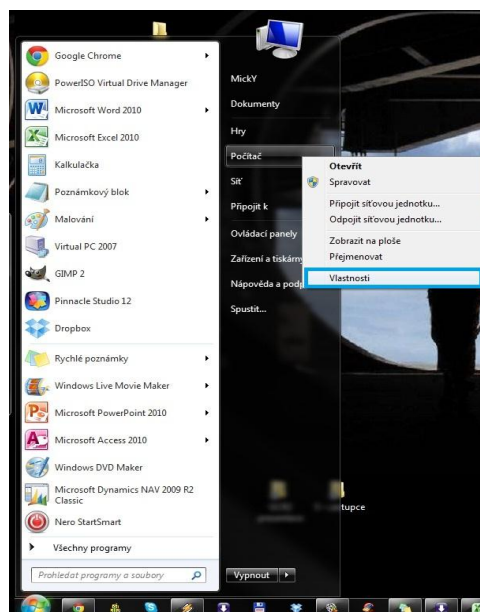 Google Chrome
PowerISO Virtual Drive Manager
Microsoft Word 2010
Microsoft Excel 2010
Kalkulačka
Poznámkový blok
Malování
Virtual PC 2007
GIMP 2
Pinnacle Studio 12
Dropbox
Rychlé poznámky
Windows Live Movie Maker
Microsoft PowerPoint 2010
Microsoft Access 2010
Windows DVD Maker
Microsoft Dynamics NAV 2009 R2
Classic
Nero StartSmart
Všechny programy
Prohledat programy a soubory
MickY
Dokumenty
Hry
Počítač
Síť
Připojit k
Ovládací panely
Zařízení a tiskárny
Nápověda a podp
Spustit...
Vypnout
Otevřít
Spravovat
Připojit síťovou jednotku...
Odpojit síťovou jednotku...
Zobrazit na ploše
Přejmenovat
Vlastnosti
tupce